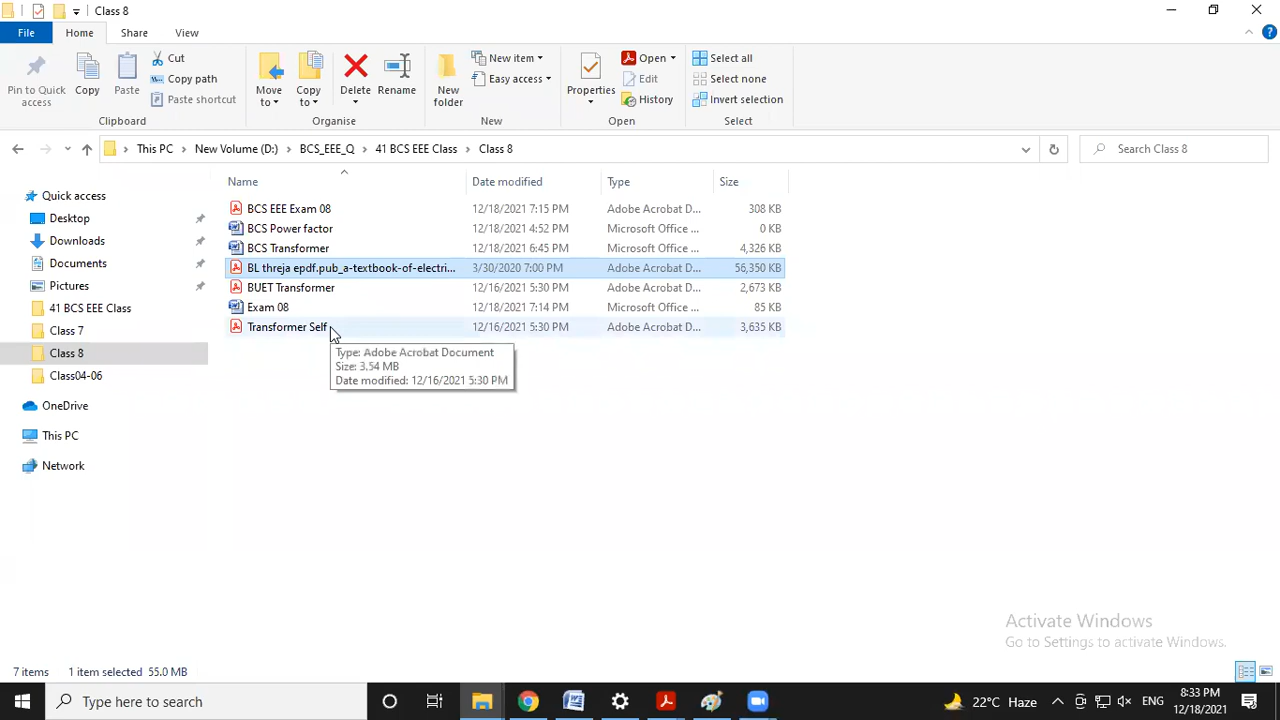 Class 8
File Home Share View
Pin to Quick access
Copy
Paste
Cut
Copy path
Paste shortcut
Clipboard
Move to
Copy to
Delete
Rename
Organise
New folder
New item
Easy access
New
Properties
Open
Edit
History
Open
Select all
Select none
Invert selection
Select
This PC > New Volume (D:) > BCS_EEE_Q > 41 BCS EEE Class > Class 8
Search Class 8
Name Date modified Type Size
BCS EEE Exam 08 12/18/2021 7:15 PM Adobe Acrobat D... 308 KB
BCS Power factor 12/18/2021 4:52 PM Microsoft Office ... 0 KB
BCS Transformer 12/18/2021 6:45 PM Microsoft Office ... 4,326 KB
BL threja epdf.pub_a-textbook-of-electri... 3/30/2020 7:00 PM Adobe Acrobat D... 56,350 KB
BUET Transformer 12/16/2021 5:30 PM Adobe Acrobat D... 2,673 KB
Exam 08 12/18/2021 7:14 PM Microsoft Office ... 85 KB
Transformer Self 12/16/2021 5:30 PM Adobe Acrobat D... 3,635 KB
Type: Adobe Acrobat Document
Size: 3.54 MB
Date modified: 12/16/2021 5:30 PM
Quick access
Desktop
Downloads
Documents
Pictures
41 BCS EEE Class
Class 7
Class 8
Class04-06
OneDrive
This PC
Network
Activate Windows
Go to Settings to activate Windows.
7 items 1 item selected 55.0 MB
Type here to search
22°C Haze
ENG
8:33 PM
12/18/2021